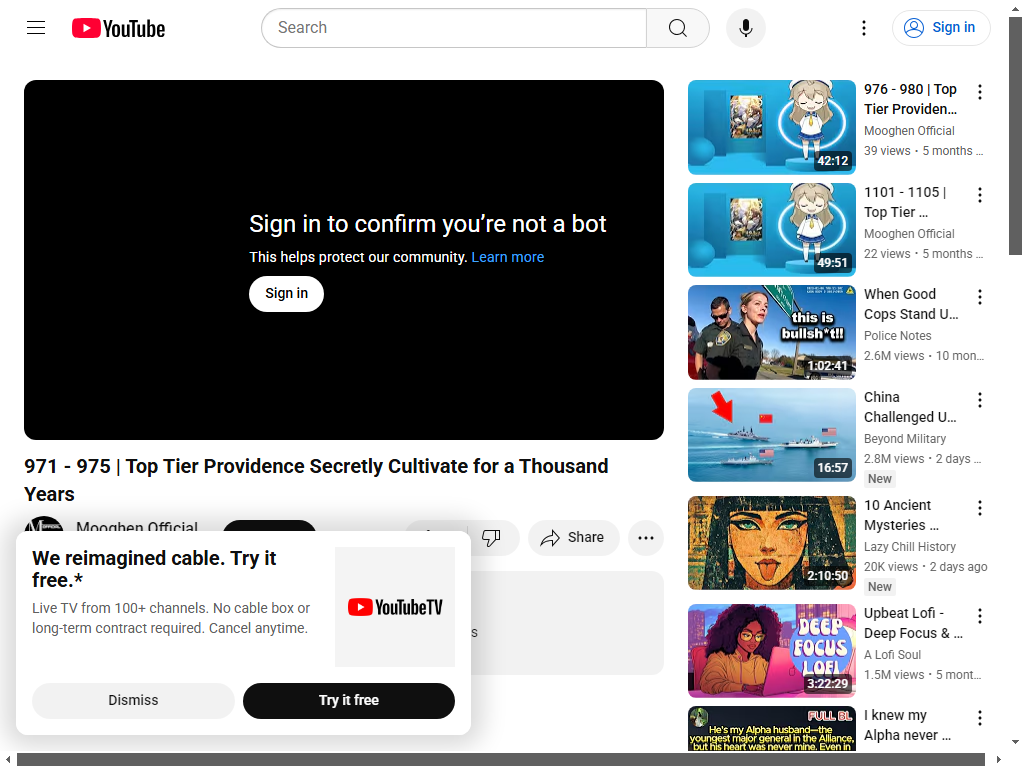 YouTube
Search
Sign in
Sign in to confirm you’re not a bot
This helps protect our community. Learn more
Sign in
971 - 975 | Top Tier Providence Secretly Cultivate for a Thousand
Years
Mooghen Official
Share
We reimagined cable. Try it
free.*
Live TV from 100+ channels. No cable box or
long-term contract required. Cancel anytime.
YouTubeTV
Dismiss
Try it free
42:12
976 - 980 | Top
Tier Providen...
Mooghen Official
39 views • 5 months ...
49:51
1101 - 1105 |
Top Tier ...
Mooghen Official
22 views • 5 months ...
this is
bullsh*t!!
1:02:41
When Good
Cops Stand U...
Police Notes
2.6M views • 10 mon...
16:57
China
Challenged U...
Beyond Military
2.8M views • 2 days ...
New
2:10:50
10 Ancient
Mysteries ...
Lazy Chill History
20K views • 2 days ago
New
DEEP
FOCUS
LOFI
3:22:29
Upbeat Lofi -
Deep Focus & ...
A Lofi Soul
1.5M views • 5 mont...
FULL BL
He's my Alpha husband—the
youngest major general in the Alliance,
but his heart was never mine. Even in
I knew my
Alpha never ...